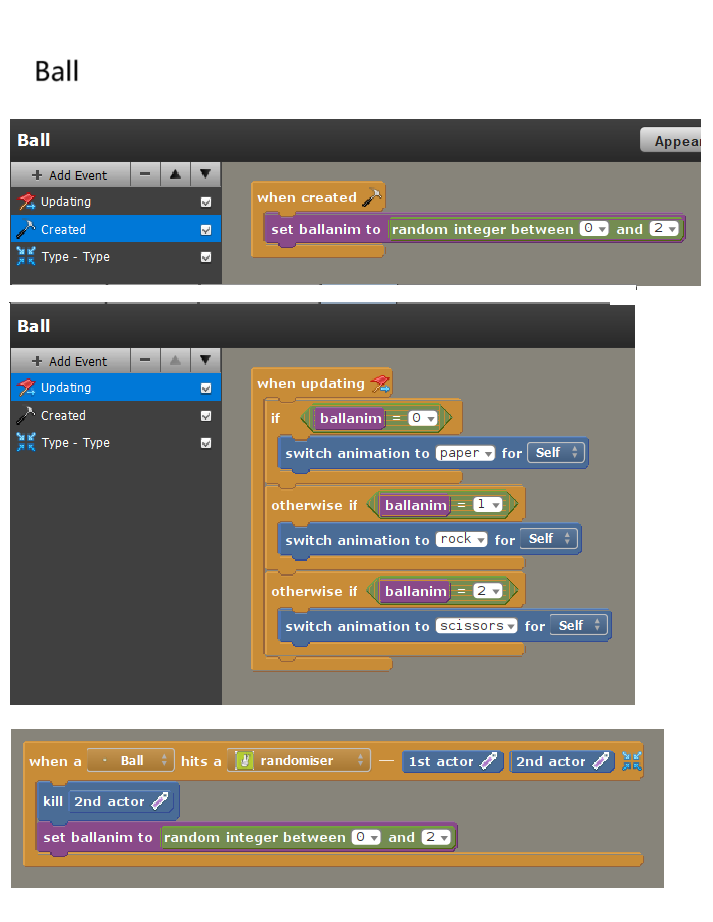 Ball
Ball
Appea
+ Add Event
Updating
when created
Created
set ballanim to random integer between 0 and 2
Type - Type
Ball
+ Add Event
Updating
when updating
Created
if ballanim = 0
Type - Type
switch animation to paper for Self
otherwise if ballanim = 1
switch animation to rock for Self
otherwise if ballanim = 2
switch animation to scissors for Self
when a Ball hits a randomiser — 1st actor 2nd actor
kill 2nd actor
set ballanim to random integer between 0 and 2